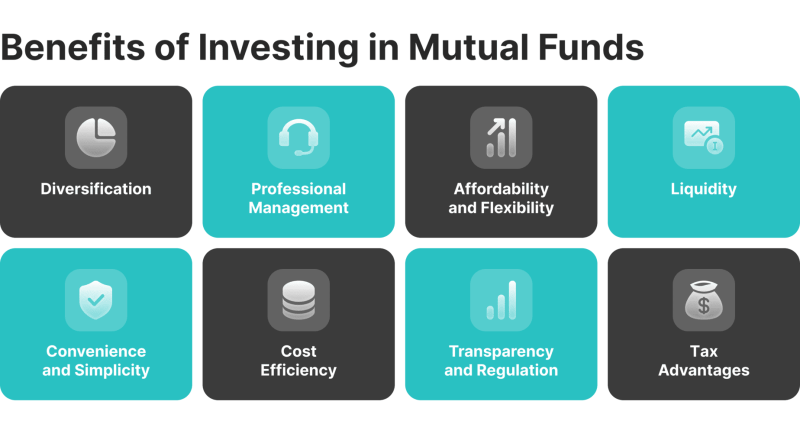 Benefits of Investing in Mutual Funds
Diversification
Professional
Management
Affordability
and Flexibility
Liquidity
Convenience
and Simplicity
Cost
Efficiency
Transparency
and Regulation
$
Tax
Advantages